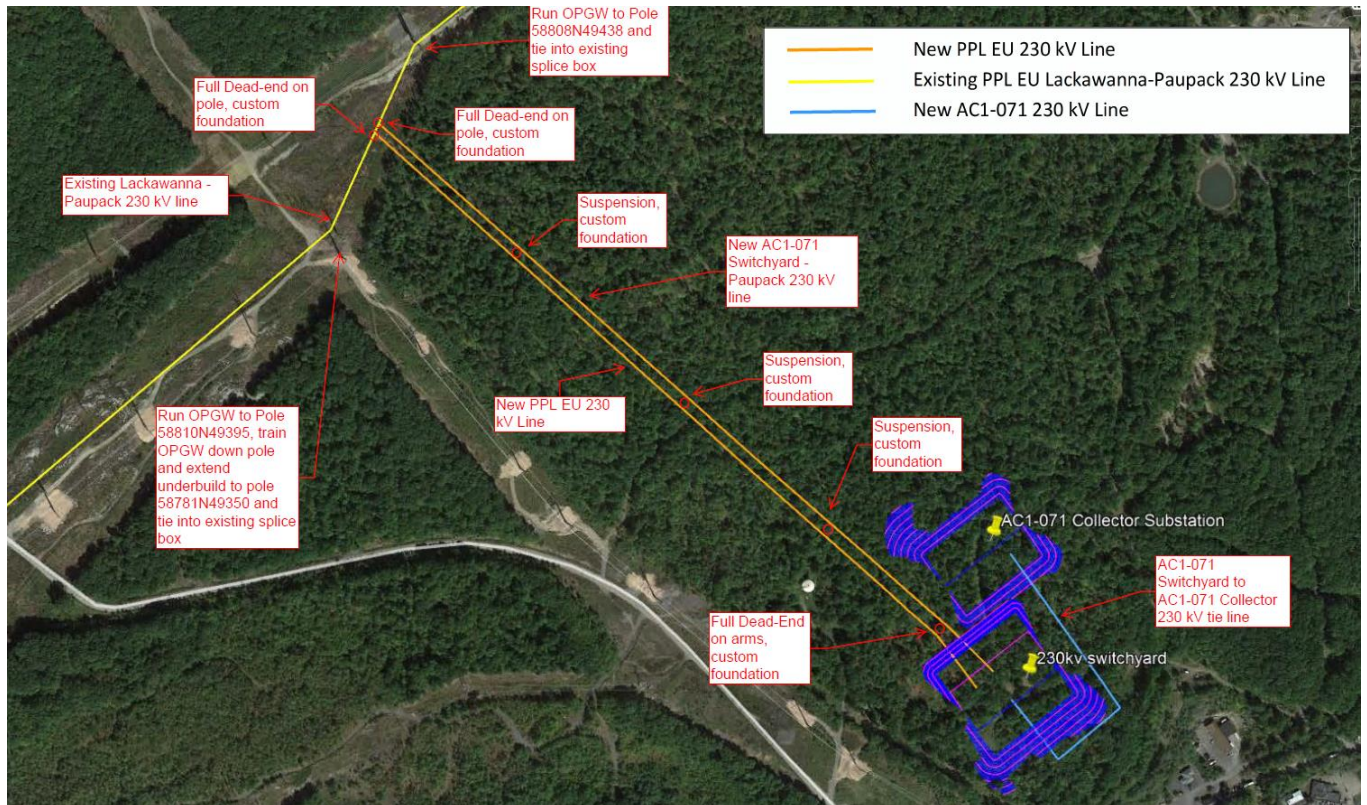 Run OPGW to Pole
58808N49438 and
tie into existing
splice box
New PPL EU 230 kV Line
Existing PPL EU Lackawanna-Paupack 230 kV Line
New AC1-071 230 kV Line
Full Dead-end on
pole, custom
foundation
Full Dead-end on
pole, custom
foundation
Existing Lackawanna -
Paupack 230 kV line
Suspension,
custom
foundation
New AC1-071
Switchyard -
Paupack 230 kV
line
Suspension,
custom
foundation
New PPL EU 230
kV Line
Run OPGW to Pole
58810N49395, train
OPGW down pole
and extend
underbuild to pole
58781N49350 and
tie into existing splice
box
Suspension,
custom
foundation
AC1-071 Collector Substation
AC1-071
Switchyard to
AC1-071 Collector
230 kV tie line
Full Dead-End
on arms,
custom
foundation
230kv switchyard